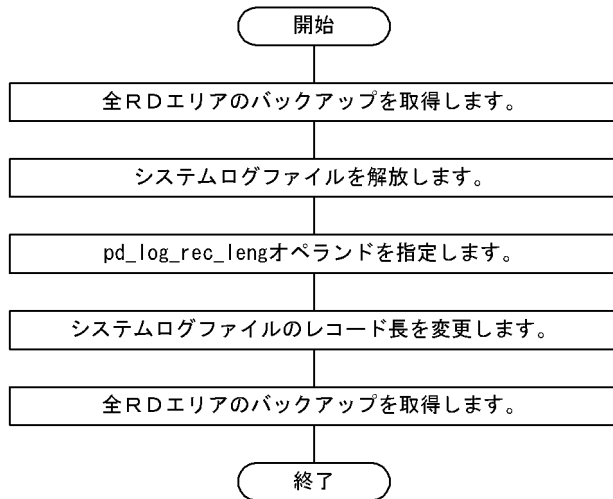 開始
全RDエリアのバックアップを取得します。
システムログファイルを解放します。
pd_log_rec_lengオペランドを指定します。
システムログファイルのレコード長を変更します。
全RDエリアのバックアップを取得します。
終了